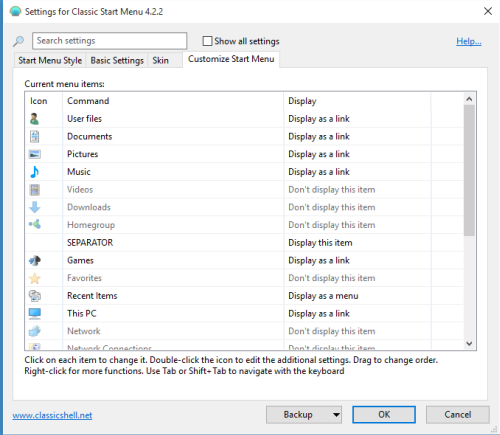 Settings for Classic Start Menu 4.2.2
Search settings
Show all settings
Help...
Start Menu Style Basic Settings Skin Customize Start Menu
Current menu items:
Icon Command Display
User files Display as a link
Documents Display as a link
Pictures Display as a link
Music Display as a link
Videos Don't display this item
Downloads Don't display this item
Homegroup Don't display this item
SEPARATOR Display this item
Games Display as a link
Favorites Don't display this item
Recent Items Display as a menu
This PC Display as a link
Network Don't display this item
Network Connections Don't display this item
Click on each item to change it. Double-click the icon to edit the additional settings. Drag to change order.
Right-click for more functions. Use Tab or Shift+Tab to navigate with the keyboard
www.classicshell.net
Backup
OK
Cancel